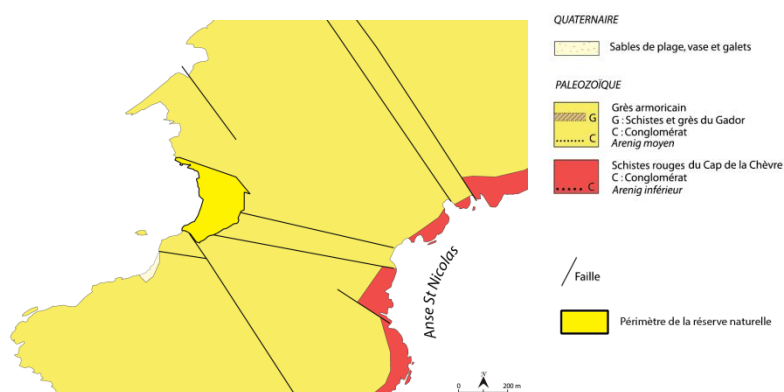 QUATERNAIRE
Sables de plage, vase et galets
PALEOZOÏQUE
Grès armoricain
G G : Schistes et grès du Gador
C : Conglomérat
C Arenig moyen
Schistes rouges du Cap de la Chèvre
C : Conglomérat
C Arenig inférieur
Faille
Périmètre de la réserve naturelle
Anse St Nicolas
N
0 200 m